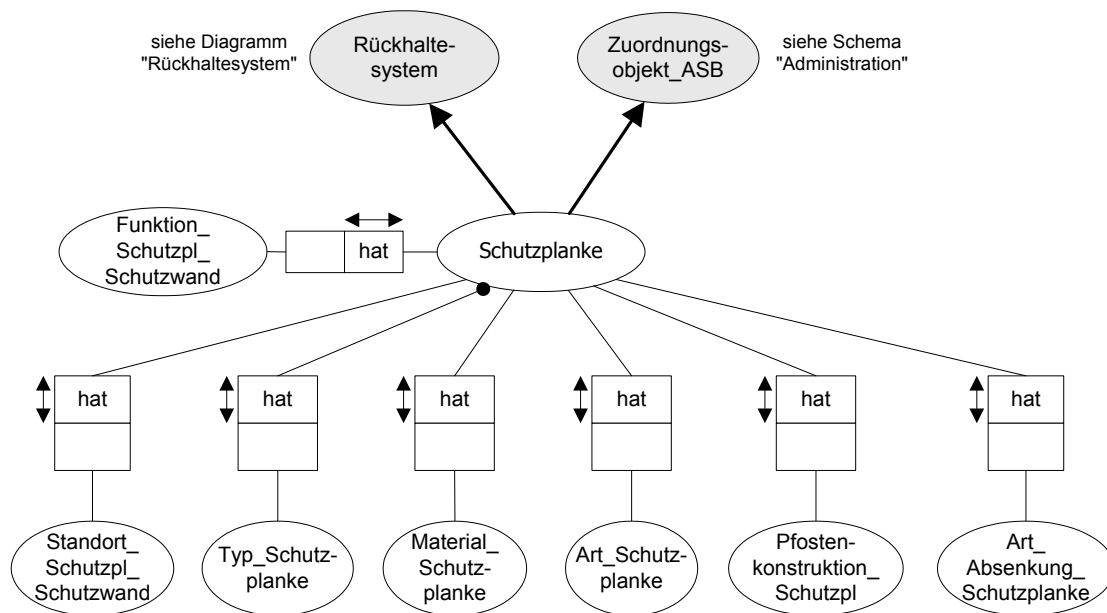 siehe Diagramm
"Rückhaltesystem"
Rückhalte-
system
Zuordnungs-
objekt_ASB
siehe Schema
"Administration"
Funktion_
Schutzpl_
Schutzwand
hat
Schutzplanke
hat
hat
hat
hat
hat
hat
Standort_
Schutzpl_
Schutzwand
Typ_Schutz-
planke
Material_
Schutz-
planke
Art_Schutz-
planke
Pfosten-
konstruktion_
Schutzpl
Art_
Absenkung_
Schutzplanke